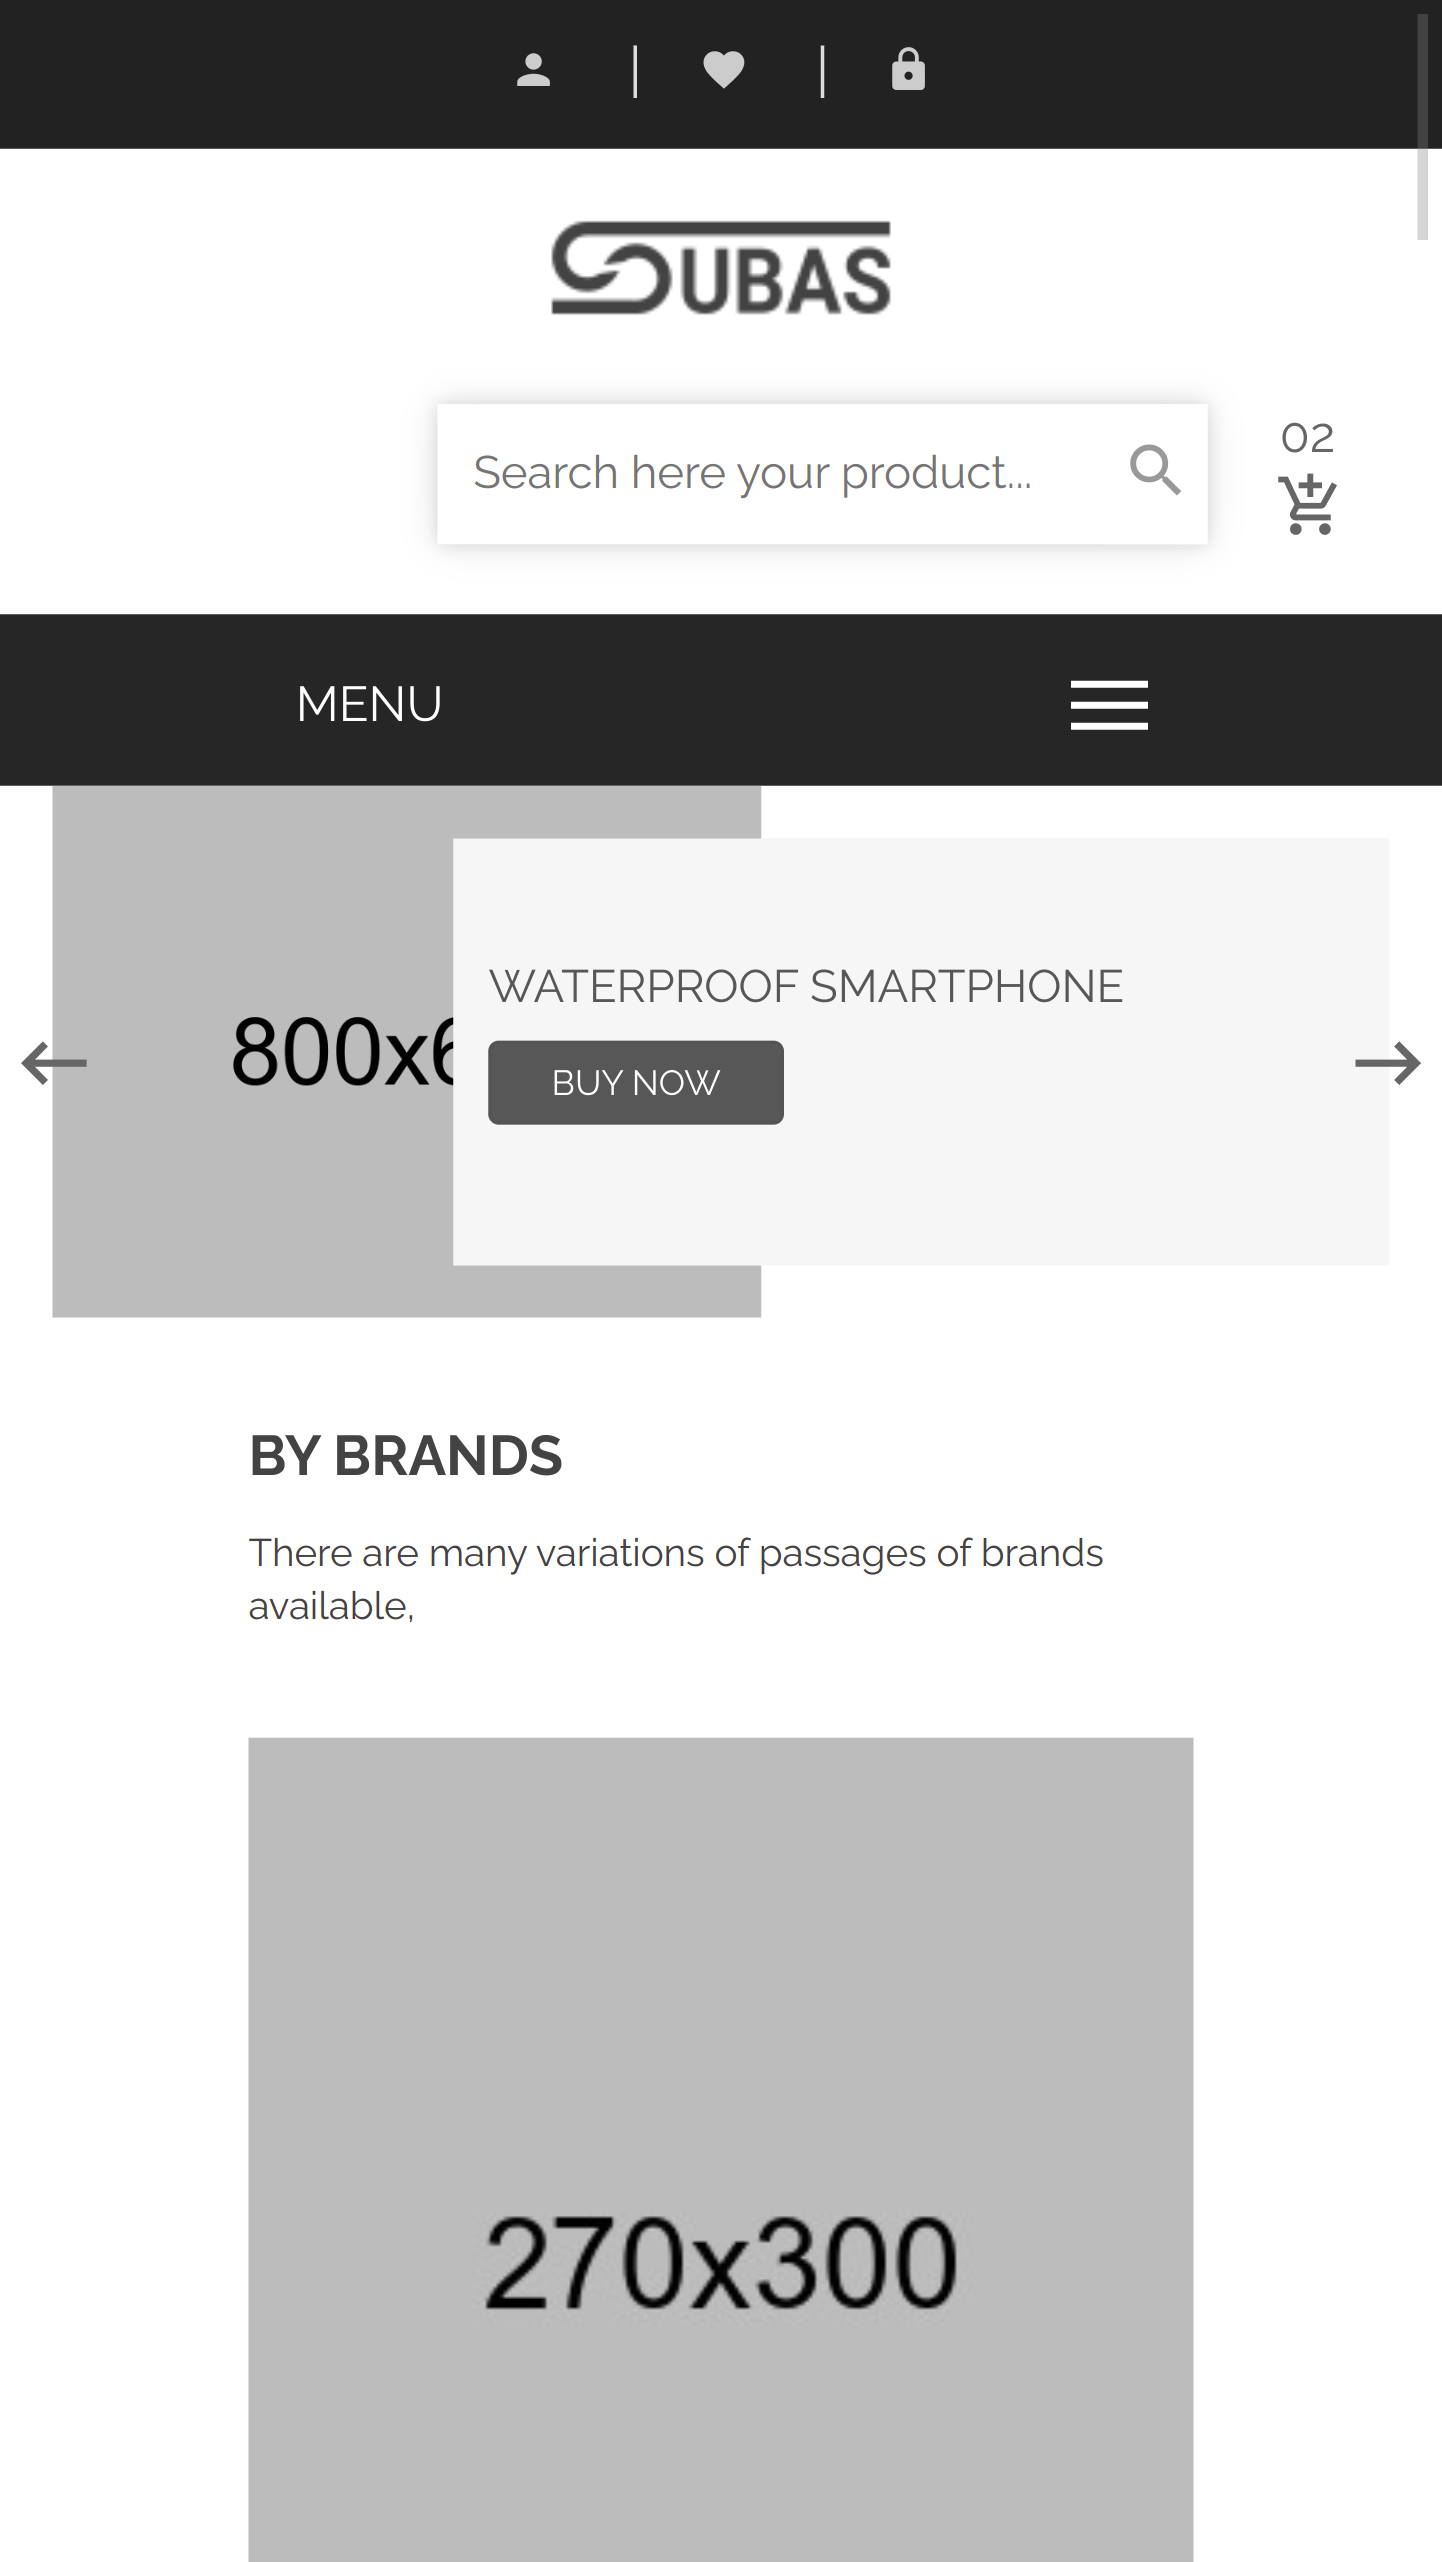 SUBAS
Search here your product...
02
MENU
800x6
WATERPROOF SMARTPHONE
BUY NOW
BY BRANDS
There are many variations of passages of brands
available,
270x300